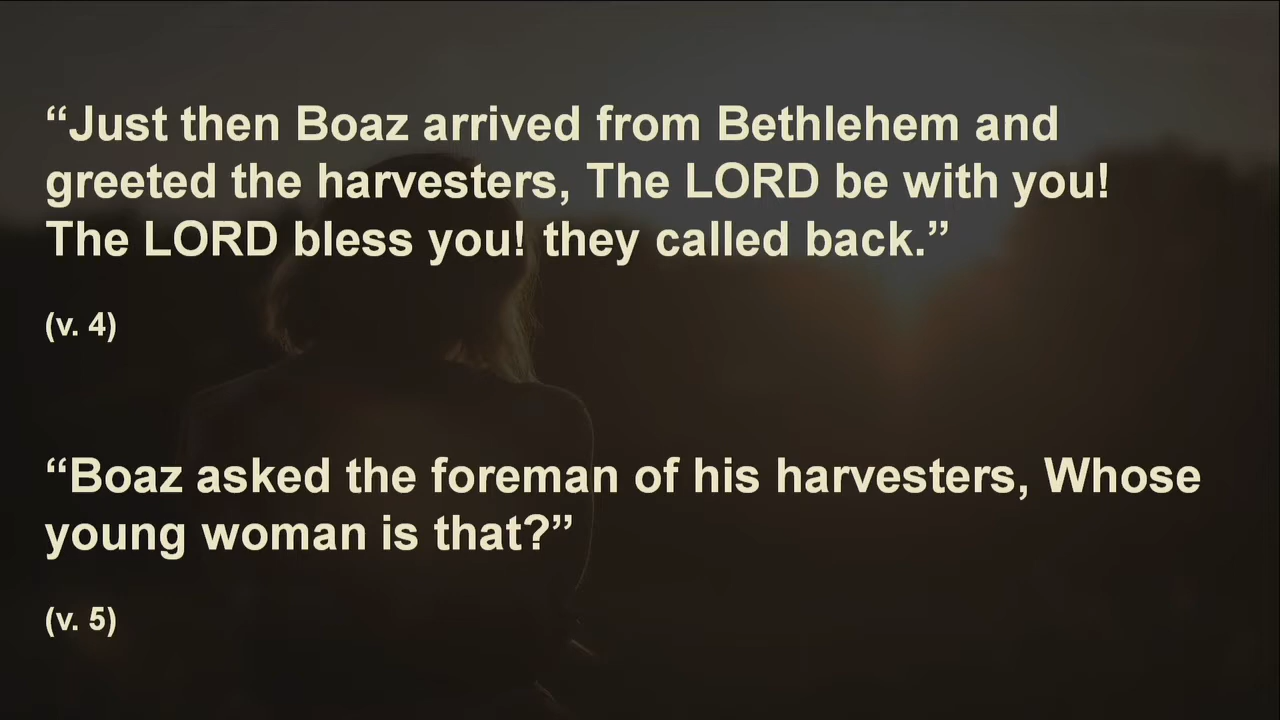 “Just then Boaz arrived from Bethlehem and
greeted the harvesters, The LORD be with you!
The LORD bless you! they called back.”
(v. 4)
“Boaz asked the foreman of his harvesters, Whose
young woman is that?”
(v. 5)